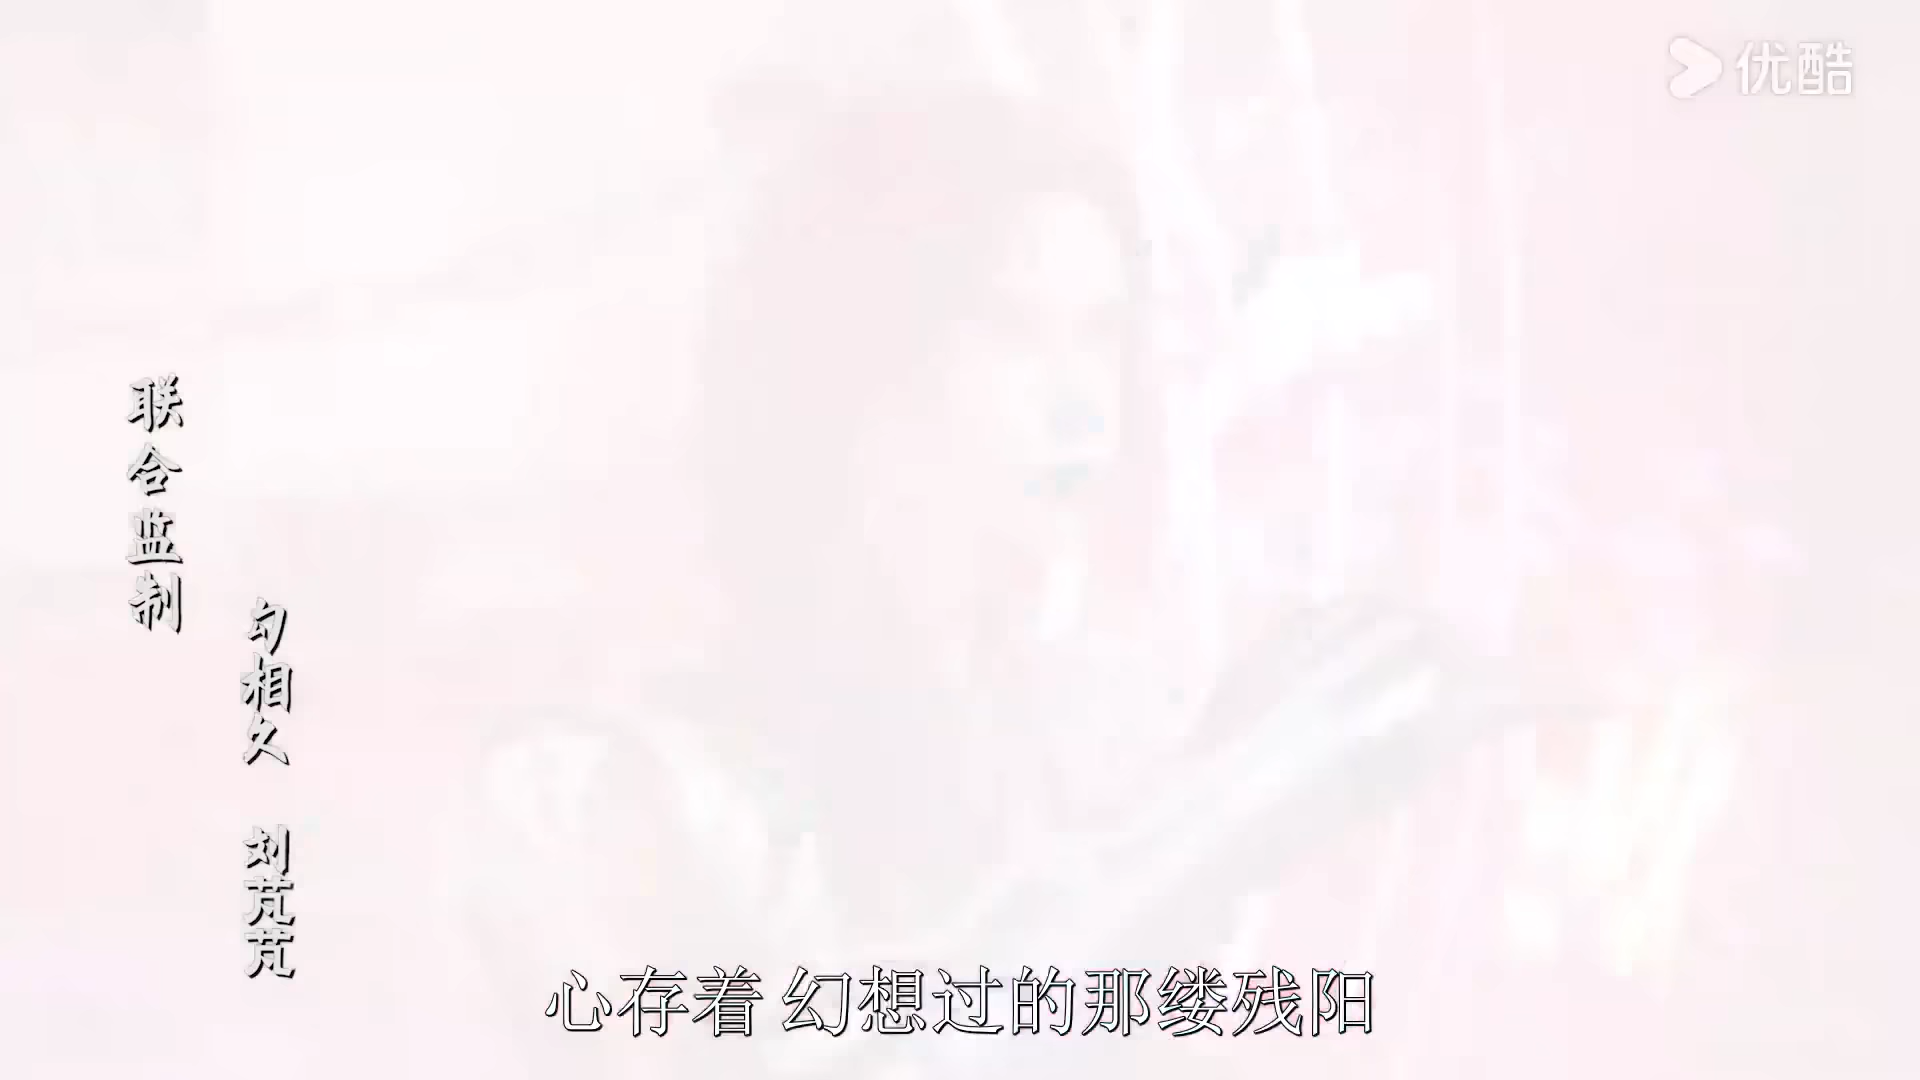 优酷
联合监制
勾相久 刘芃芃
心存着 幻想过的那缕残阳